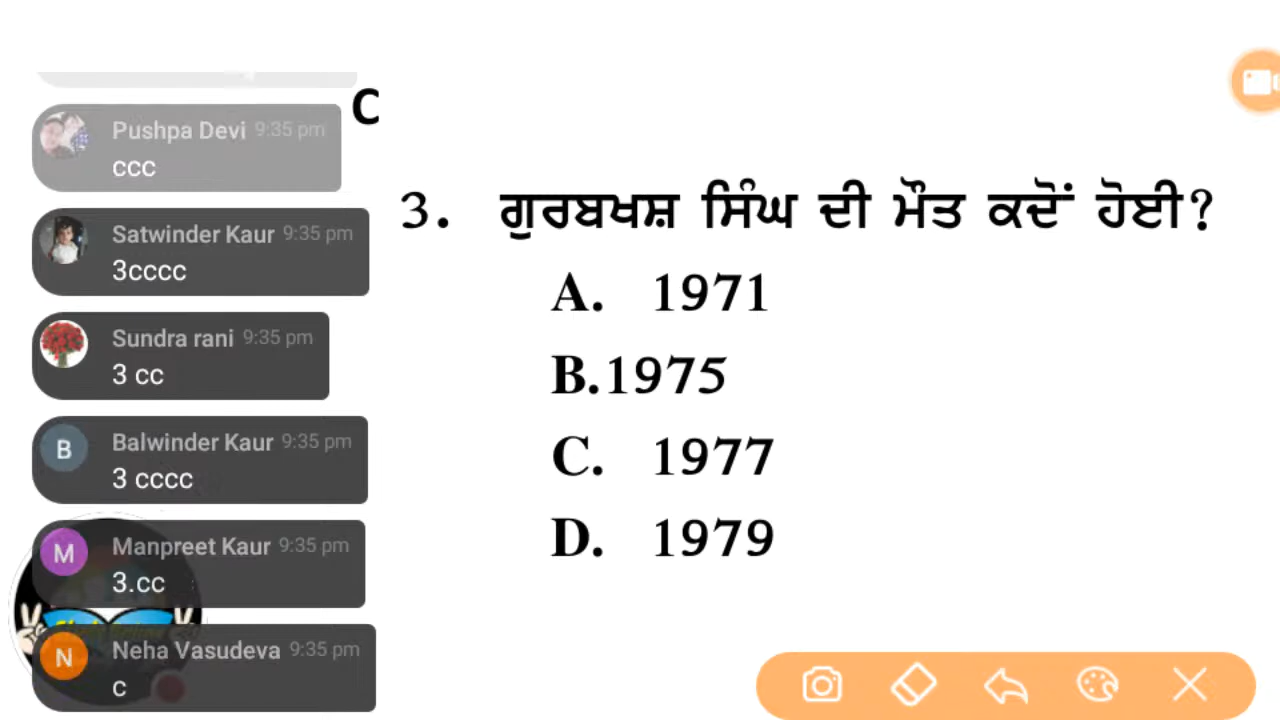 C
Pushpa Devi 9:35 pm
ccc
Satwinder Kaur 9:35 pm
3cccc
Sundra rani 9:35 pm
3 cc
B
Balwinder Kaur 9:35 pm
3 cccc
M
Manpreet Kaur 9:35 pm
3.cc
N
Neha Vasudeva 9:35 pm
c
3. ਗੁਰਬਖਸ਼ ਸਿੰਘ ਦੀ ਮੌਤ ਕਦੋਂ ਹੋਈ?
A. 1971
B.1975
C. 1977
D. 1979